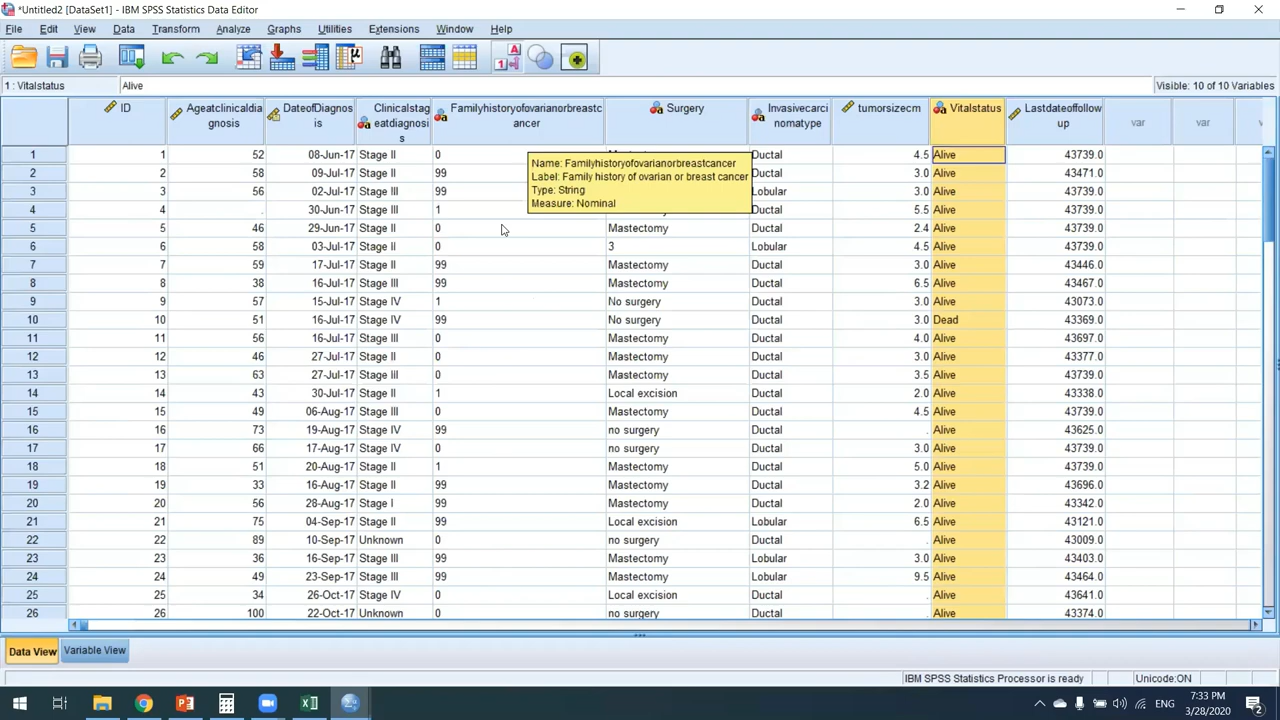 *Untitled2 [DataSet1] - IBM SPSS Statistics Data Editor
File Edit View Data Transform Analyze Graphs Utilities Extensions Window Help
1 : Vitalstatus Alive Visible: 10 of 10 Variables
ID Ageatclinicaldia gnosis DateofDiagnos is Clinicalstag eatdiagnosi s Familyhistoryofovarianorbreastc ancer Surgery Invasivecarci nomatype tumorsizecm Vitalstatus Lastdateoffollow up var var v
1 1 52 08-Jun-17 Stage II 0 Ductal 4.5 Alive 43739.0
2 2 58 09-Jul-17 Stage II 99 Ductal 3.0 Alive 43471.0
3 3 56 02-Jul-17 Stage III 99 Lobular 3.0 Alive 43739.0
4 4 . 30-Jun-17 Stage III 1 Ductal 5.5 Alive 43739.0
Name: Familyhistoryofovarianorbreastcancer
Label: Family history of ovarian or breast cancer
Type: String
Measure: Nominal
5 5 46 29-Jun-17 Stage II 0 Mastectomy Ductal 2.4 Alive 43739.0
6 6 58 03-Jul-17 Stage II 0 3 Lobular 4.5 Alive 43739.0
7 7 59 17-Jul-17 Stage II 99 Mastectomy Ductal 3.0 Alive 43446.0
8 8 38 16-Jul-17 Stage III 99 Mastectomy Ductal 6.5 Alive 43467.0
9 9 57 15-Jul-17 Stage IV 1 No surgery Ductal 3.0 Alive 43073.0
10 10 51 16-Jul-17 Stage IV 99 No surgery Ductal 3.0 Dead 43369.0
11 11 56 16-Jul-17 Stage III 0 Mastectomy Ductal 4.0 Alive 43697.0
12 12 46 27-Jul-17 Stage II 0 Mastectomy Ductal 3.0 Alive 43377.0
13 13 63 27-Jul-17 Stage III 0 Mastectomy Ductal 3.5 Alive 43739.0
14 14 43 30-Jul-17 Stage II 1 Local excision Ductal 2.0 Alive 43338.0
15 15 49 06-Aug-17 Stage III 0 Mastectomy Ductal 4.5 Alive 43739.0
16 16 73 19-Aug-17 Stage IV 99 no surgery Ductal . Alive 43625.0
17 17 66 17-Aug-17 Stage IV 0 no surgery Ductal 3.0 Alive 43739.0
18 18 51 20-Aug-17 Stage II 1 Mastectomy Ductal 5.0 Alive 43739.0
19 19 33 16-Aug-17 Stage II 99 Mastectomy Ductal 3.2 Alive 43696.0
20 20 56 28-Aug-17 Stage I 99 Mastectomy Ductal 2.0 Alive 43342.0
21 21 75 04-Sep-17 Stage II 99 Local excision Lobular 6.5 Alive 43121.0
22 22 89 10-Sep-17 Unknown 0 no surgery Ductal . Alive 43009.0
23 23 36 16-Sep-17 Stage III 99 Mastectomy Lobular 3.0 Alive 43403.0
24 24 49 23-Sep-17 Stage III 99 Mastectomy Lobular 9.5 Alive 43464.0
25 25 34 26-Oct-17 Stage IV 0 Local excision Ductal . Alive 43641.0
26 26 100 22-Oct-17 Unknown 0 no surgery Ductal . Alive 43374.0
Data View Variable View
IBM SPSS Statistics Processor is ready Unicode:ON
ENG 7:33 PM
3/28/2020 2